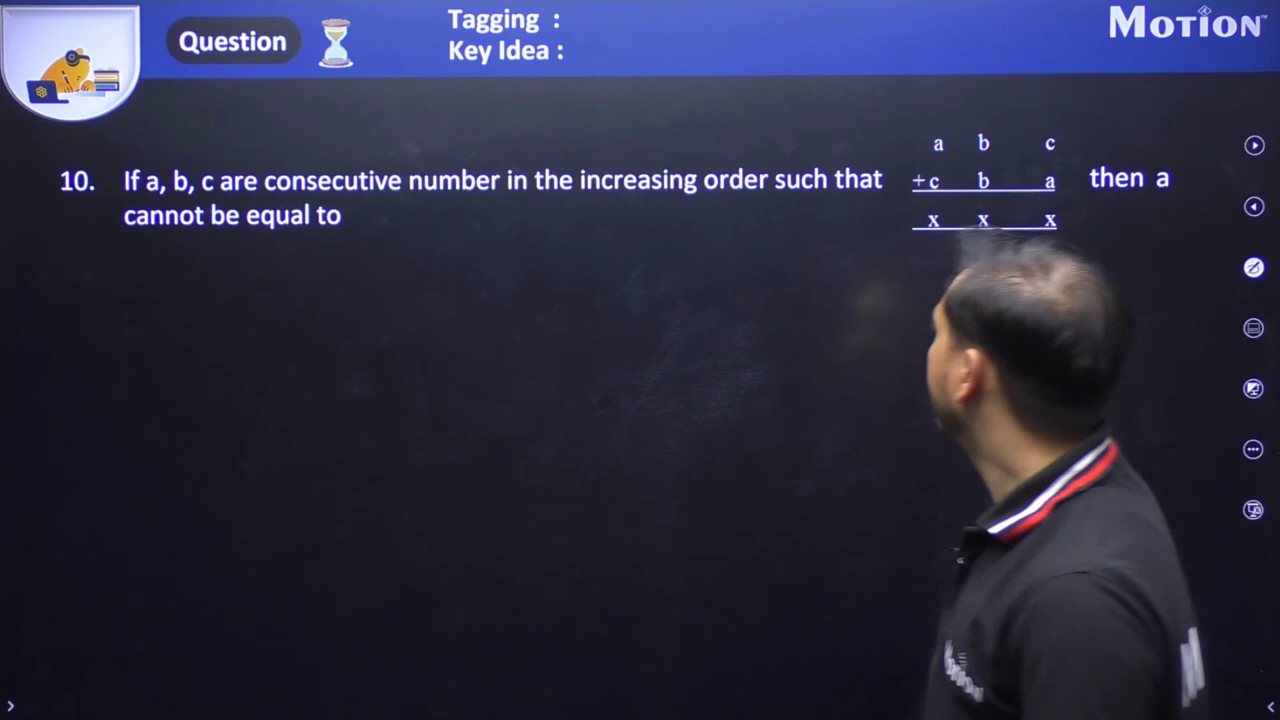 Question
Tagging :
Key Idea :
MOTION
a b c
10. If a, b, c are consecutive number in the increasing order such that + c b a then a
cannot be equal to
x x x